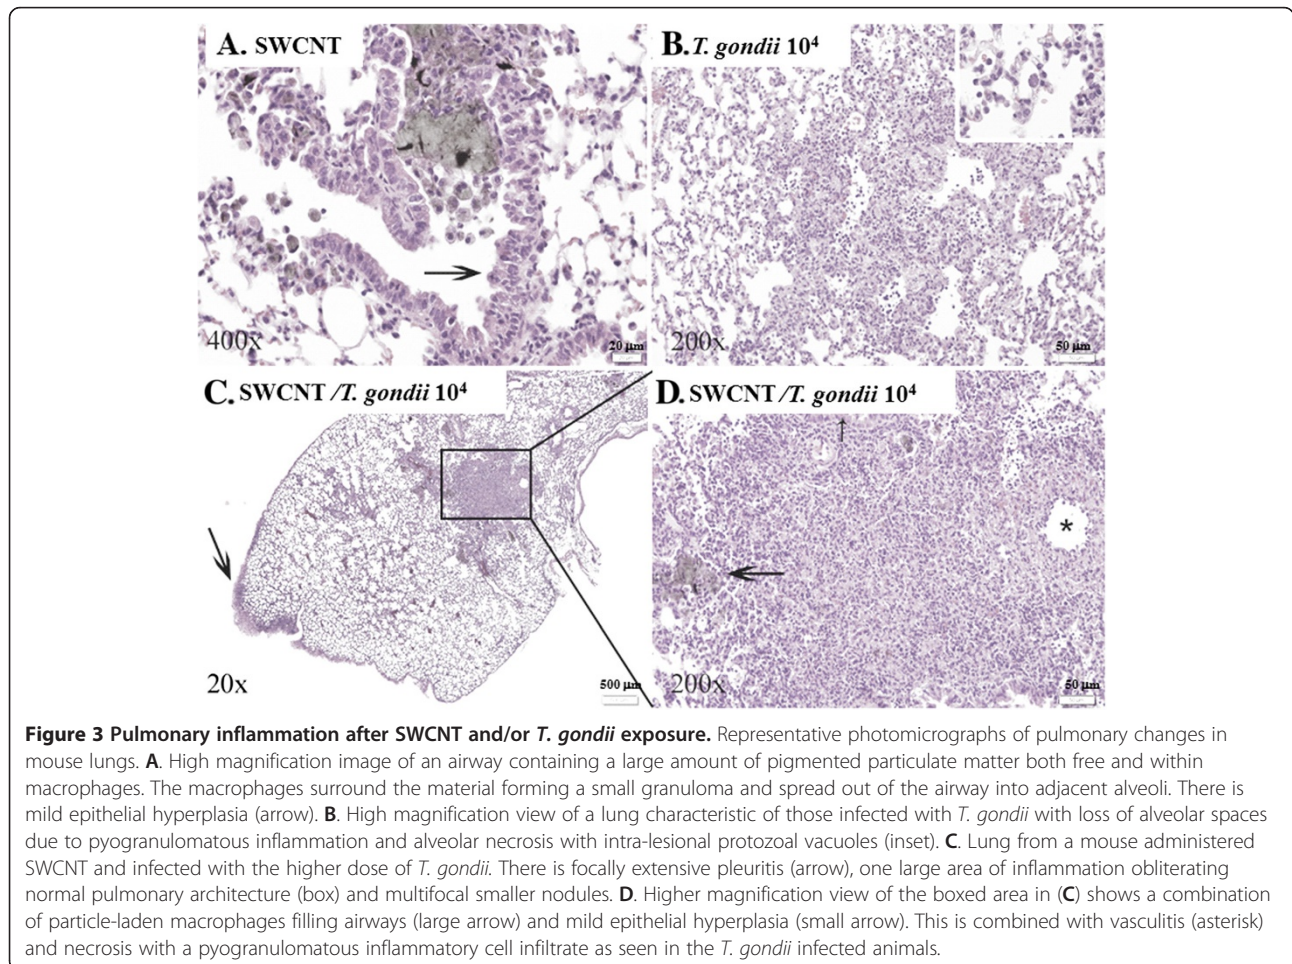 A. SWCNT
B. T. gondii 10⁴
400x
20 µm
200x
50 µm
C. SWCNT /T. gondii 10⁴
D. SWCNT /T. gondii 10⁴
↑
*
20x
500 µm
200x
50 µm
Figure 3 Pulmonary inflammation after SWCNT and/or T. gondii exposure. Representative photomicrographs of pulmonary changes in
mouse lungs. A. High magnification image of an airway containing a large amount of pigmented particulate matter both free and within
macrophages. The macrophages surround the material forming a small granuloma and spread out of the airway into adjacent alveoli. There is
mild epithelial hyperplasia (arrow). B. High magnification view of a lung characteristic of those infected with T. gondii with loss of alveolar spaces
due to pyogranulomatous inflammation and alveolar necrosis with intra-lesional protozoal vacuoles (inset). C. Lung from a mouse administered
SWCNT and infected with the higher dose of T. gondii. There is focally extensive pleuritis (arrow), one large area of inflammation obliterating
normal pulmonary architecture (box) and multifocal smaller nodules. D. Higher magnification view of the boxed area in (C) shows a combination
of particle-laden macrophages filling airways (large arrow) and mild epithelial hyperplasia (small arrow). This is combined with vasculitis (asterisk)
and necrosis with a pyogranulomatous inflammatory cell infiltrate as seen in the T. gondii infected animals.